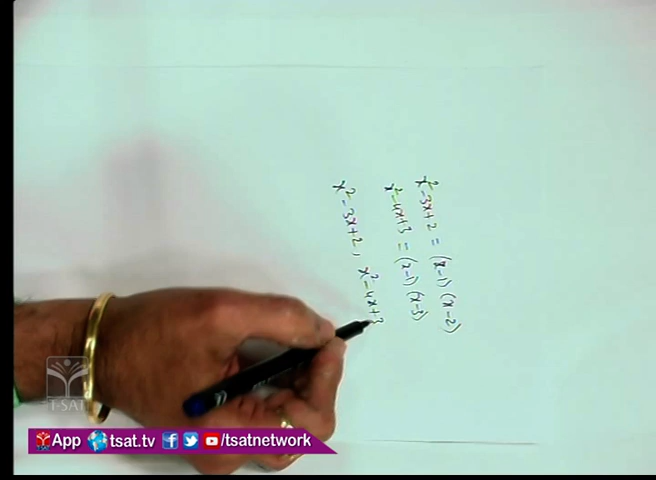 x²-3x+2 = (x-1) (x-2)
x²-4x+3 = (x-1) (x-3)
x²-3x+2, x²-4x+3
T-SAT
App tsat.tv /tsatnetwork